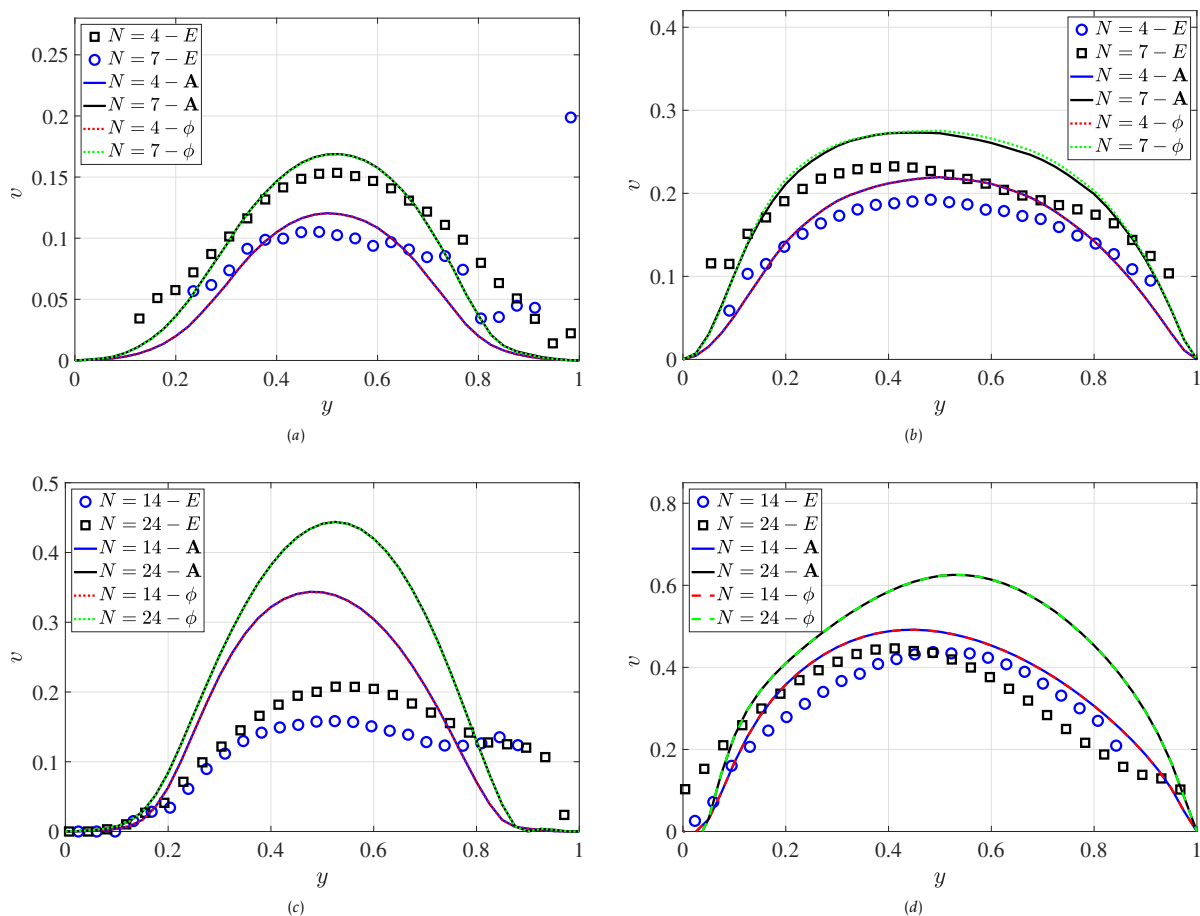 N = 4 − E
N = 7 − E
N = 4 − A
N = 7 − A
N = 4 − ϕ
N = 7 − ϕ
0.25
0.2
0.15
0.1
0.05
0
v
0 0.2 0.4 0.6 0.8 1
y
(a)
N = 4 − E
N = 7 − E
N = 4 − A
N = 7 − A
N = 4 − ϕ
N = 7 − ϕ
0.4
0.3
0.2
0.1
0
v
0 0.2 0.4 0.6 0.8 1
y
(b)
N = 14 − E
N = 24 − E
N = 14 − A
N = 24 − A
N = 14 − ϕ
N = 24 − ϕ
0.5
0.4
0.3
0.2
0.1
0
v
0 0.2 0.4 0.6 0.8 1
y
(c)
N = 14 − E
N = 24 − E
N = 14 − A
N = 24 − A
N = 14 − ϕ
N = 24 − ϕ
0.8
0.6
0.4
0.2
0
v
0 0.2 0.4 0.6 0.8 1
y
(d)